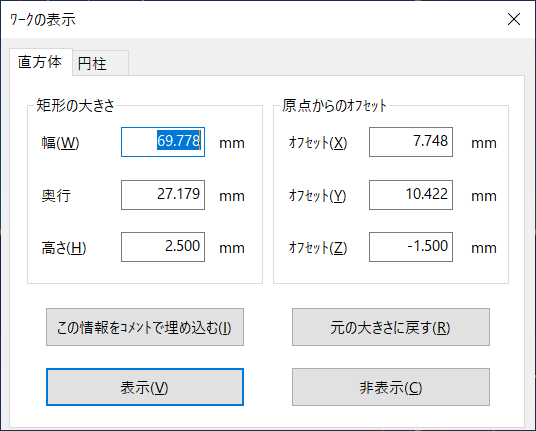 ﾜｰｸの表示
直方体 円柱
矩形の大きさ
幅(W) 69.778 mm
奥行 27.179 mm
高さ(H) 2.500 mm
原点からのｵﾌｾｯﾄ
ｵﾌｾｯﾄ(X) 7.748 mm
ｵﾌｾｯﾄ(Y) 10.422 mm
ｵﾌｾｯﾄ(Z) -1.500 mm
この情報をｺﾒﾝﾄで埋め込む(I) 元の大きさに戻す(R)
表示(V) 非表示(C)